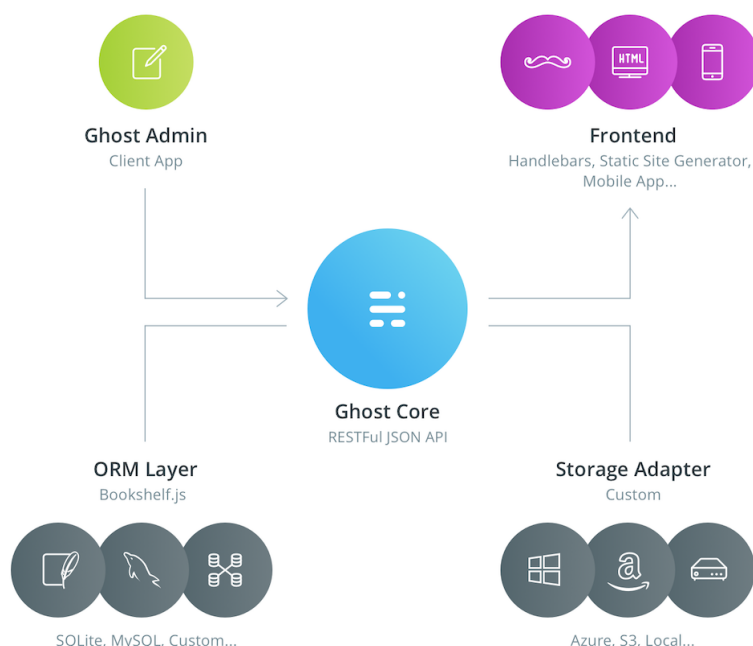 Ghost Admin
Client App
HTML
Frontend
Handlebars, Static Site Generator,
Mobile App...
Ghost Core
RESTFul JSON API
ORM Layer
Bookshelf.js
Storage Adapter
Custom
a
SQLite, MySQL, Custom...
Azure, S3, Local...